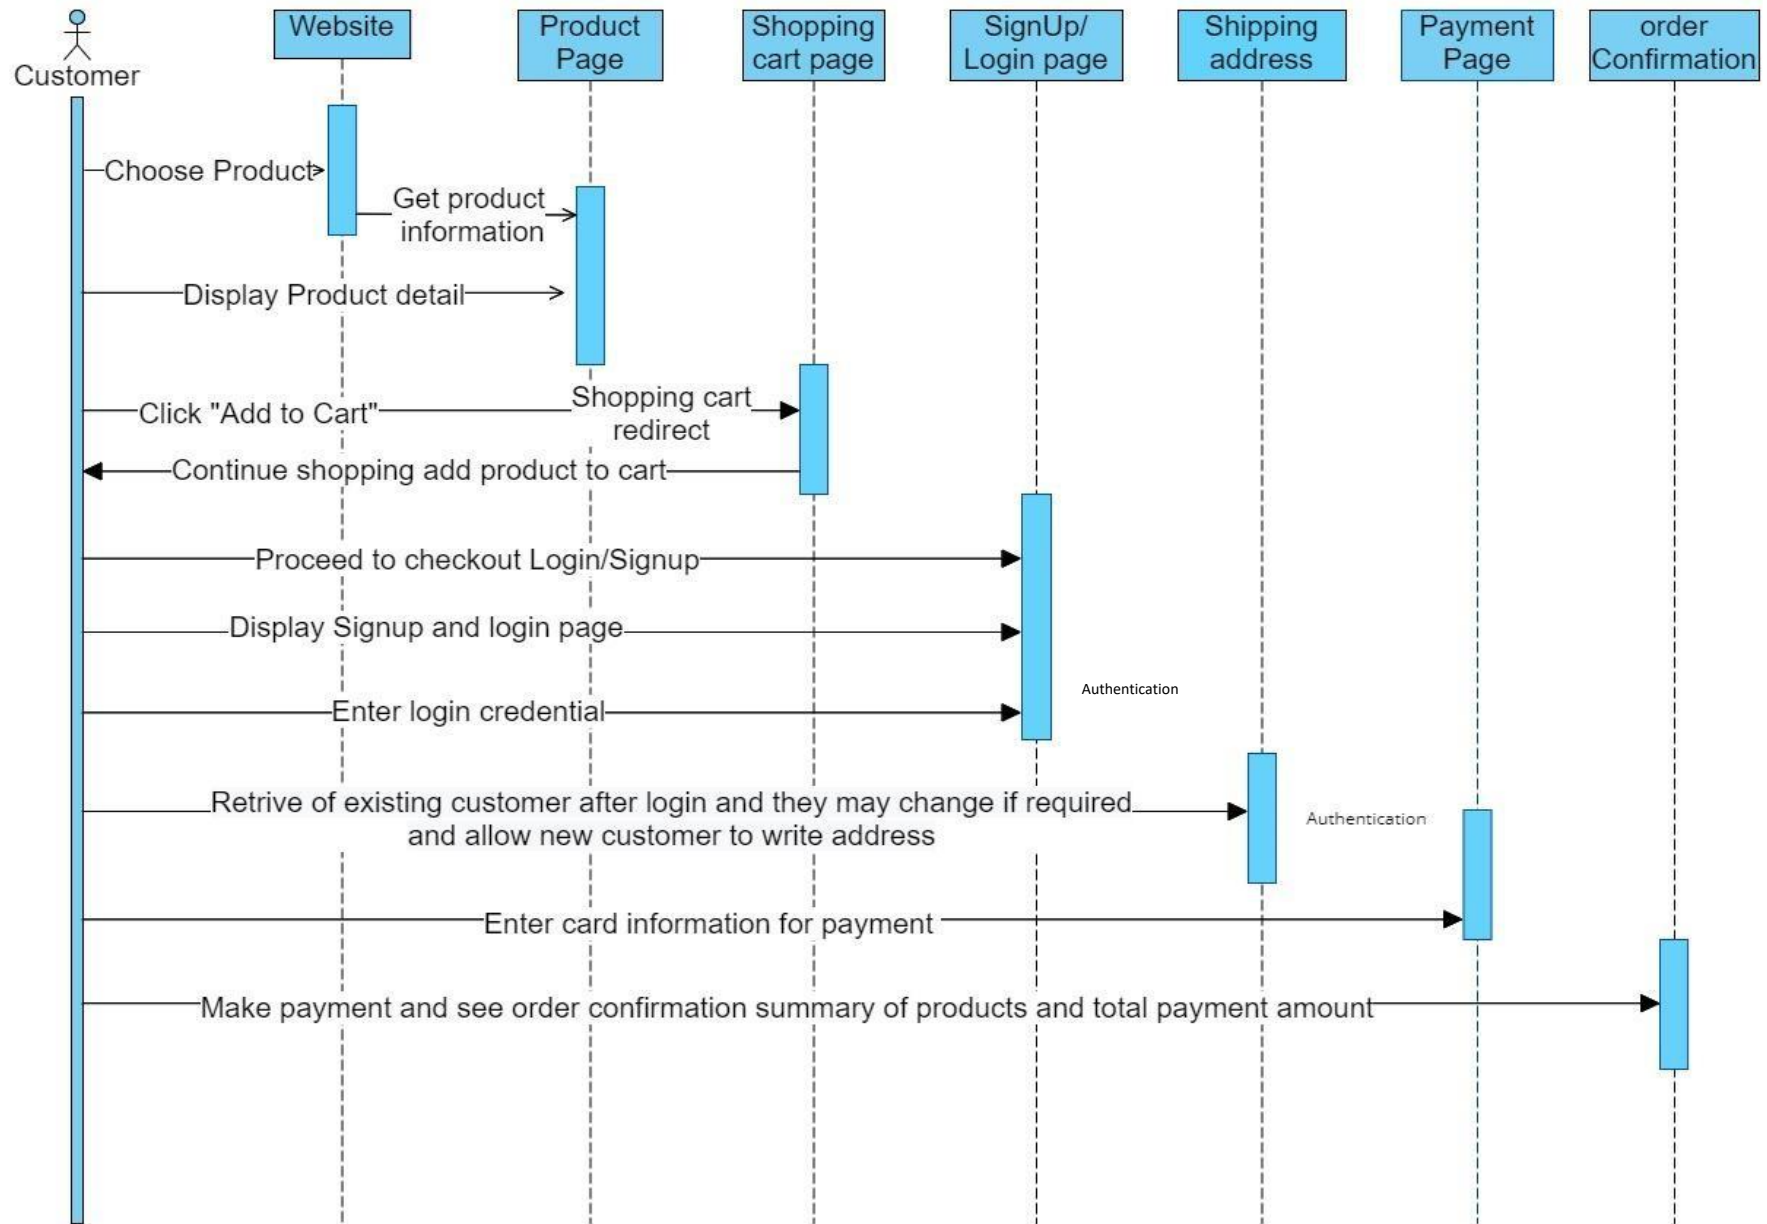 Website
Product
Page
Shopping
cart page
SignUp/
Login page
Shipping
address
Payment
Page
order
Confirmation
Customer
Choose Product
Get product
information
Display Product detail
Click "Add to Cart"
Shopping cart
redirect
Continue shopping add product to cart
Proceed to checkout Login/Signup
Display Signup and login page
Authentication
Enter login credential
Retrive of existing customer after login and they may change if required
and allow new customer to write address
Authentication
Enter card information for payment
Make payment and see order confirmation summary of products and total payment amount